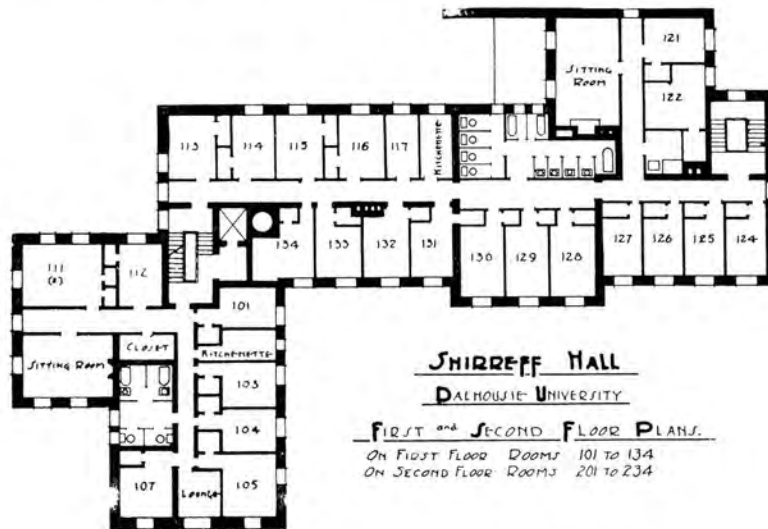 121
SITTING
ROOM
122
113
114
115
116
117
KITCHENETTE
134
133
132
131
130
129
128
127
126
125
124
111
112
101
CLOSET
KITCHENETTE
SITTING ROOM
103
104
107
LOUNGE
105
SHIRREFF HALL
DALHOUSIE UNIVERSITY
FIRST and SECOND FLOOR PLANS.
ON FIRST FLOOR ROOMS 101 TO 134
ON SECOND FLOOR ROOMS 201 TO 234